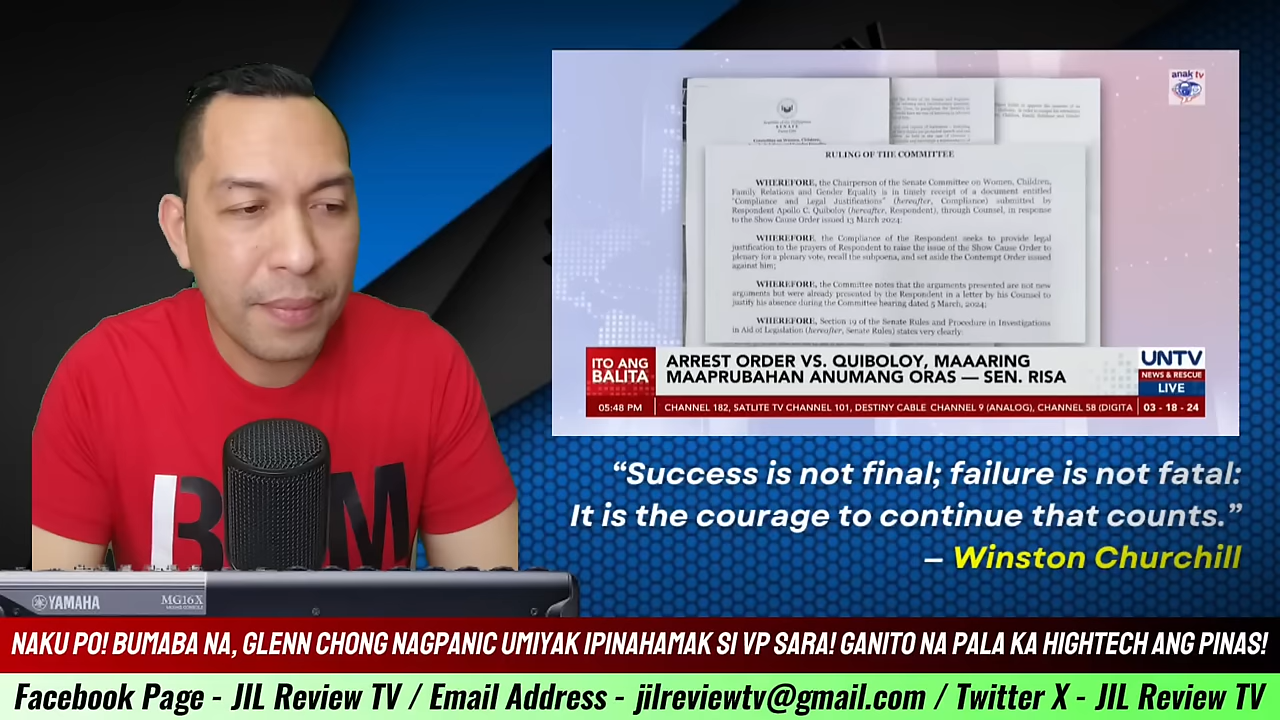 anak tv
SENATE
RULING OF THE COMMITTEE
WHEREFORE, the Chairperson of the Senate Committee on Women, Children,
Family Relations and Gender Equality is in timely receipt of a document entitled
"Compliance and Legal Justifications" (hereafter, Compliance) submitted by
Respondent Apollo C. Quiboloy (hereafter, Respondent), through Counsel, in response
to the Show Cause Order issued 13 March 2024;
WHEREFORE, the Compliance of the Respondent seeks to provide legal
justification to the prayers of Respondent to raise the issue of the Show Cause Order to
plenary for a plenary vote, recall the subpoena, and set aside the Contempt Order issued
against him;
WHEREFORE, the Committee notes that the arguments presented are not new
arguments but were already presented by the Respondent in a letter by his Counsel to
justify his absence during the Committee hearing dated 5 March, 2024;
WHEREFORE, Section 19 of the Senate Rules and Procedure in Investigations
in Aid of Legislation (hereafter, Senate Rules) states very clearly:
ITO ANG
BALITA
ARREST ORDER VS. QUIBOLOY, MAAARING
MAAPRUBAHAN ANUMANG ORAS — SEN. RISA
UNTV
NEWS & RESCUE
LIVE
05:48 PM
CHANNEL 182, SATLITE TV CHANNEL 101, DESTINY CABLE CHANNEL 9 (ANALOG), CHANNEL 58 (DIGITA
03 - 18 - 24
“Success is not final; failure is not fatal:
It is the courage to continue that counts.”
– Winston Churchill
B M
YAMAHA
MG16X
NAKU PO! BUMABA NA, GLENN CHONG NAGPANIC UMIYAK IPINAHAMAK SI VP SARA! GANITO NA PALA KA HIGHTECH ANG PINAS!
Facebook Page - JIL Review TV / Email Address - jilreviewtv@gmail.com / Twitter X - JIL Review TV